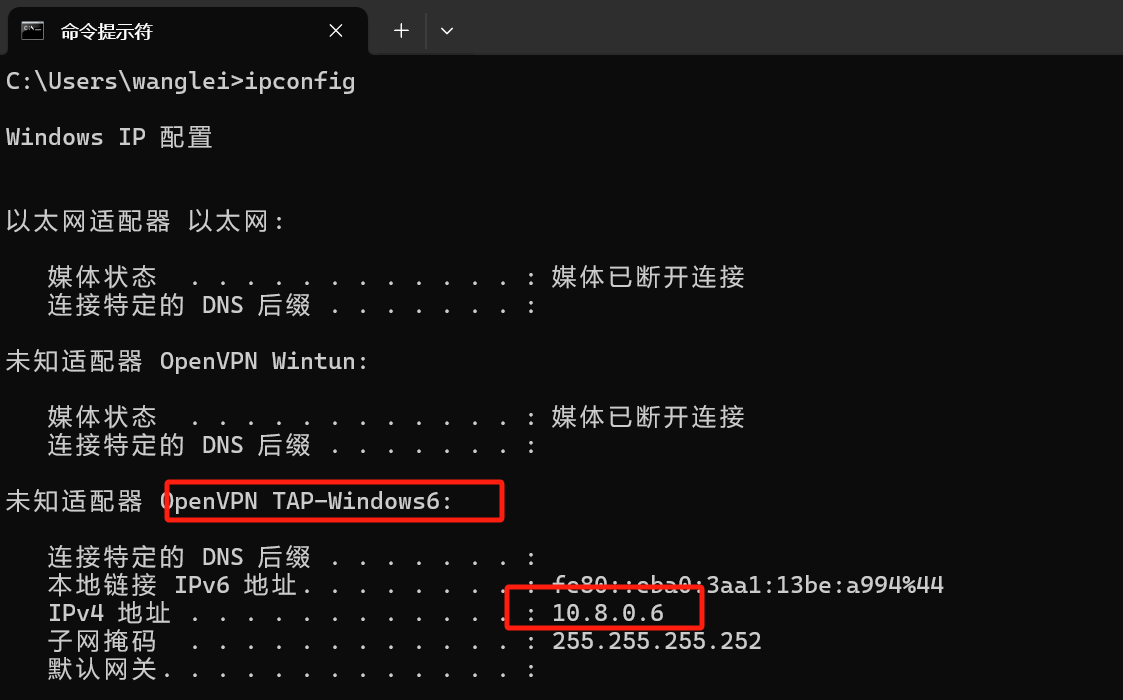 命令提示符
C:\Users\wanglei>ipconfig
Windows IP 配置
以太网适配器 以太网:
媒体状态  . . . . . . . . . . . . : 媒体已断开连接
连接特定的 DNS 后缀 . . . . . . . :
未知适配器 OpenVPN Wintun:
媒体状态  . . . . . . . . . . . . : 媒体已断开连接
连接特定的 DNS 后缀 . . . . . . . :
未知适配器 OpenVPN TAP-Windows6:
连接特定的 DNS 后缀 . . . . . . . :
本地链接 IPv6 地址. . . . . . . . : fe80::eba0:3aa1:13be:a994%44
IPv4 地址 . . . . . . . . . . . . : 10.8.0.6
子网掩码  . . . . . . . . . . . . : 255.255.255.252
默认网关. . . . . . . . . . . . . :